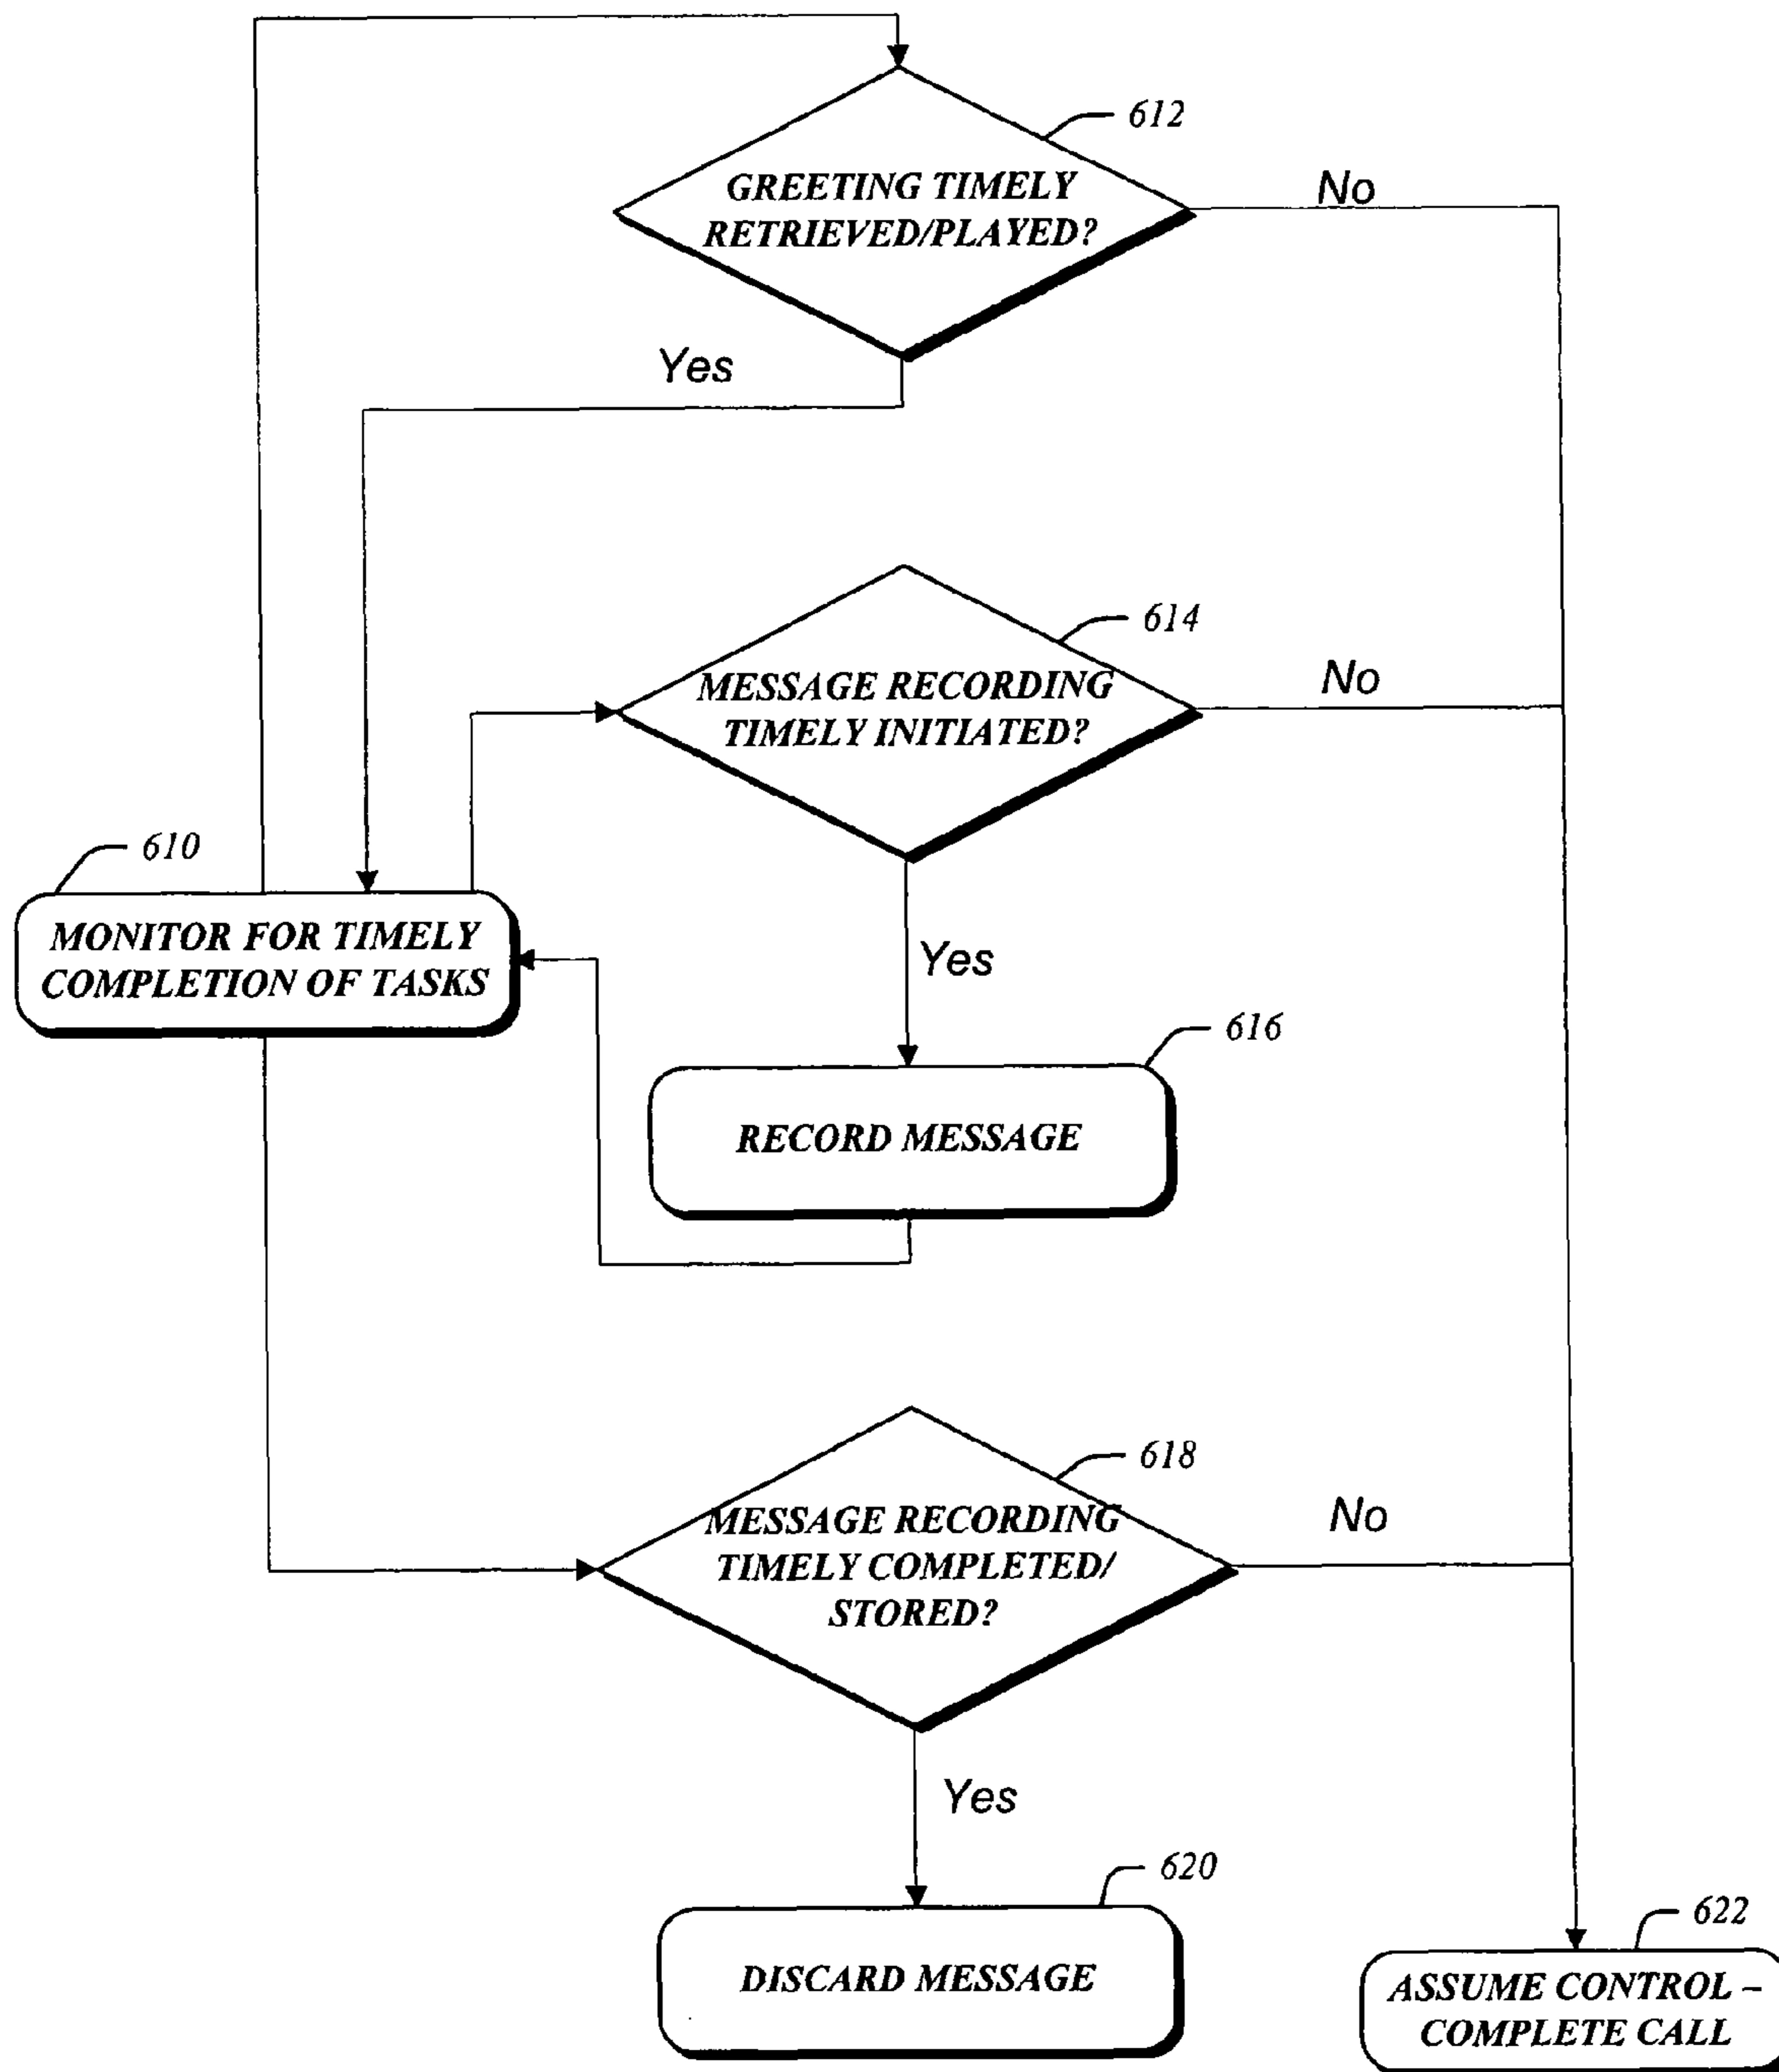 612
GREETING TIMELY
RETRIEVED/PLAYED?
No
Yes
614
MESSAGE RECORDING
TIMELY INITIATED?
No
610
MONITOR FOR TIMELY
COMPLETION OF TASKS
Yes
616
RECORD MESSAGE
618
MESSAGE RECORDING
TIMELY COMPLETED/
STORED?
No
Yes
620
DISCARD MESSAGE
622
ASSUME CONTROL –
COMPLETE CALL